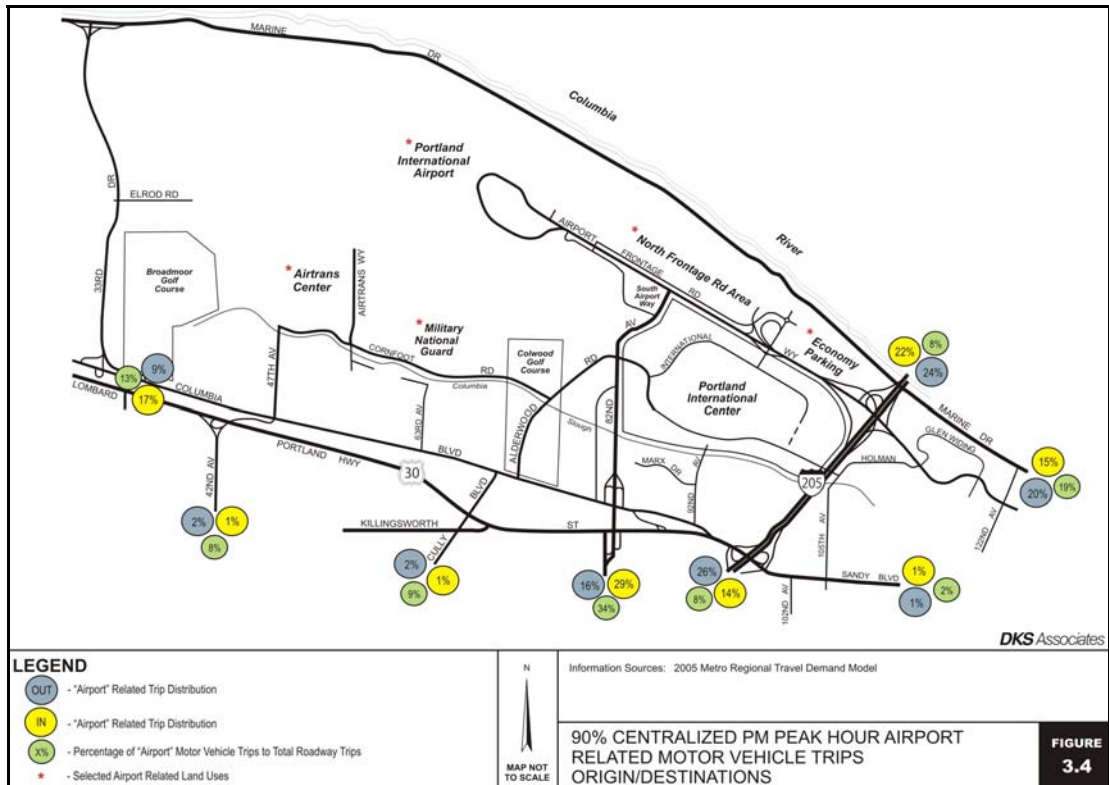 MARINE
DR
Columbia
* Portland
International
Airport
River
DR
ELROD RD
33RD
Broadmoor
Golf
Course
* Airtrans
Center
AIRTRANS WY
AIRPORT
FRONTAGE
RD
* North Frontage Rd Area
South
Airport
Way
* Military
National
Guard
CORNFOOT
RD
Columbia
Colwood
Golf
Course
RD
AV
INTERNATIONAL
WY
* Economy
Parking
Portland
International
Center
22%
8%
24%
47TH AV
13%
9%
17%
LOMBARD
COLUMBIA
BLVD
63RD AV
ALDERWOOD
82ND
Slough
MARX DR
92ND
AV
205
HOLMAN
GLEN WIDING
MARINE DR
15%
20%
19%
122ND AV
105TH AV
PORTLAND HWY
30
42ND AV
KILLINGSWORTH
ST
CULLY
BLVD
SANDY BLVD
102ND AV
2%
1%
8%
2%
1%
9%
16%
29%
34%
26%
14%
8%
1%
2%
1%
DKS Associates
LEGEND
OUT - "Airport" Related Trip Distribution
IN - "Airport" Related Trip Distribution
X% - Percentage of "Airport" Motor Vehicle Trips to Total Roadway Trips
* - Selected Airport Related Land Uses
N
MAP NOT
TO SCALE
Information Sources: 2005 Metro Regional Travel Demand Model
90% CENTRALIZED PM PEAK HOUR AIRPORT
RELATED MOTOR VEHICLE TRIPS
ORIGIN/DESTINATIONS
FIGURE
3.4